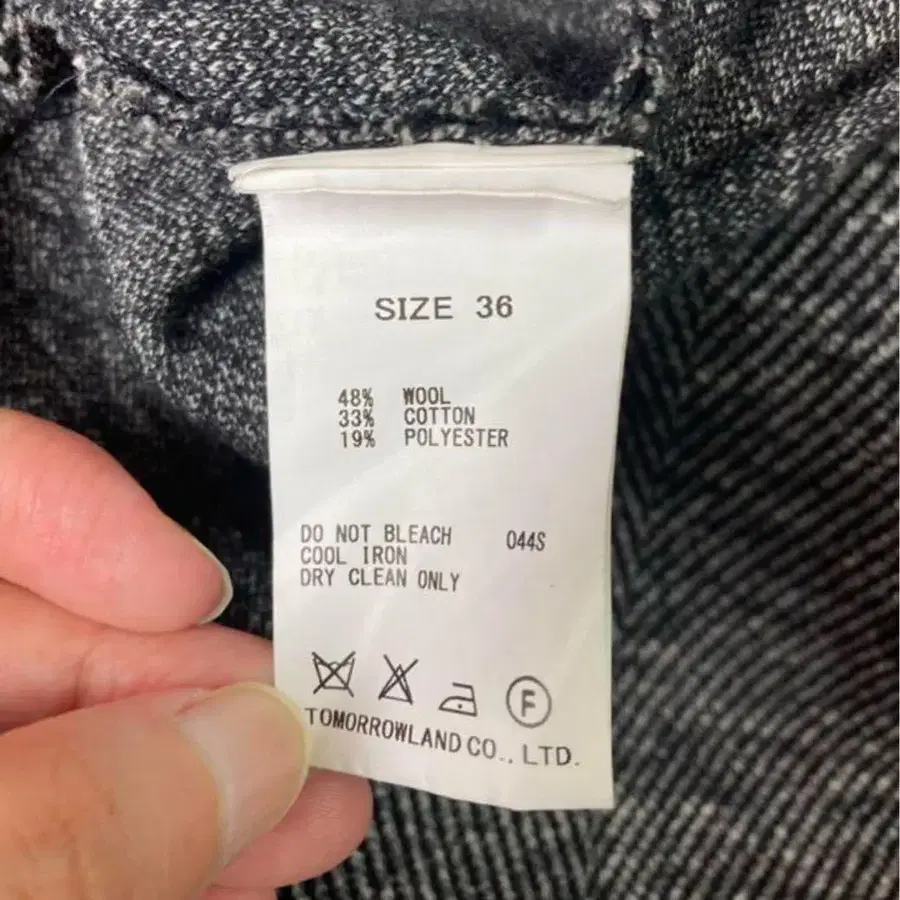 SIZE 36
48% WOOL
33% COTTON
19% POLYESTER
DO NOT BLEACH 044S
COOL IRON
DRY CLEAN ONLY
F
TOMORROWLAND CO., LTD.